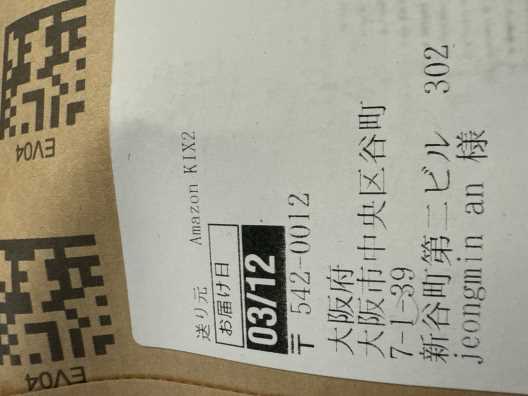 EV04
EV04
送り元 Amazon KIX2
お届け日
03/12
〒 542-0012
大阪府
大阪市中央区谷町
7-1-39
新谷町第二ビル 302
jeongmin an 様